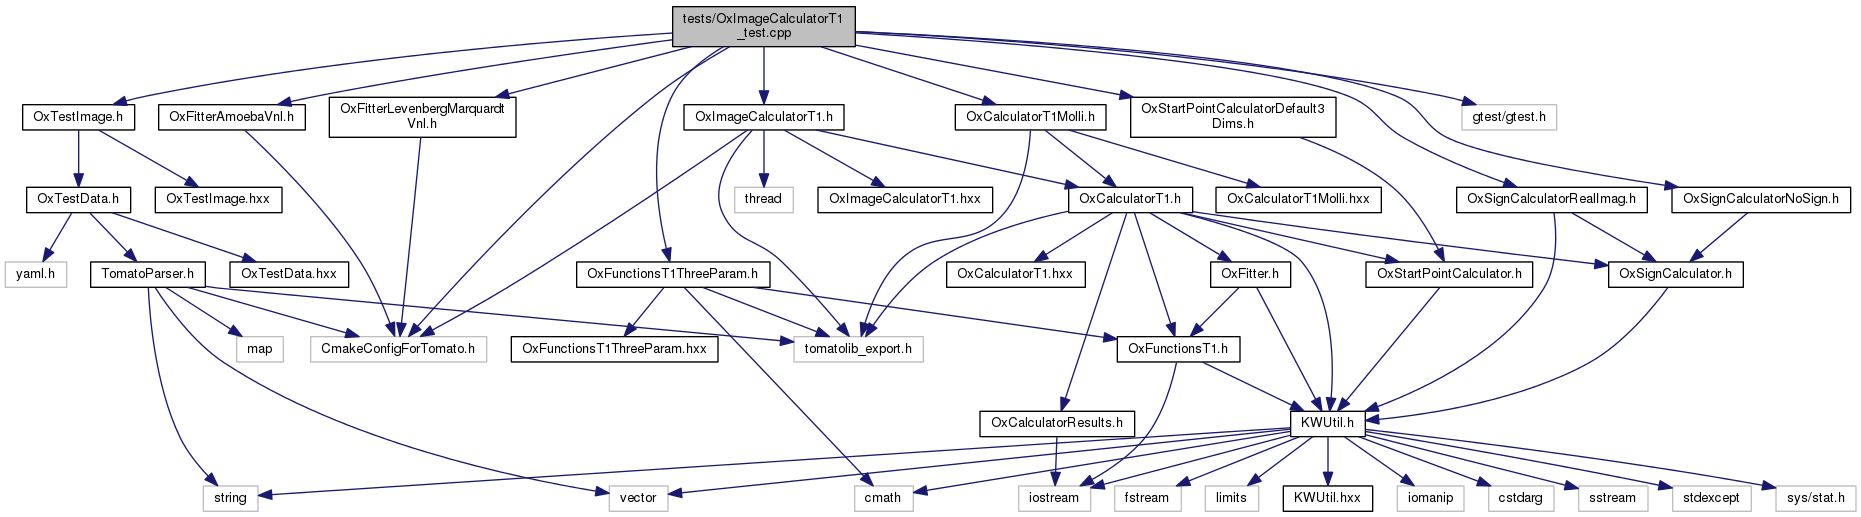 tests/OxImageCalculatorT1
_test.cpp
OxTestImage.h
OxFitterAmoebaVnl.h
OxFitterLevenbergMarquardt
Vnl.h
OxImageCalculatorT1.h
OxCalculatorT1Molli.h
OxStartPointCalculatorDefault3
Dims.h
gtest/gtest.h
OxTestData.h
OxTestImage.hxx
thread
OxImageCalculatorT1.hxx
OxCalculatorT1.h
OxCalculatorT1Molli.hxx
OxSignCalculatorRealImag.h
OxSignCalculatorNoSign.h
yaml.h
TomatoParser.h
OxTestData.hxx
OxFunctionsT1ThreeParam.h
OxCalculatorT1.hxx
OxFitter.h
OxStartPointCalculator.h
OxSignCalculator.h
map
CmakeConfigForTomato.h
OxFunctionsT1ThreeParam.hxx
tomatolib_export.h
OxFunctionsT1.h
OxCalculatorResults.h
KWUtil.h
string
vector
cmath
iostream
fstream
limits
KWUtil.hxx
iomanip
cstdarg
sstream
stdexcept
sys/stat.h